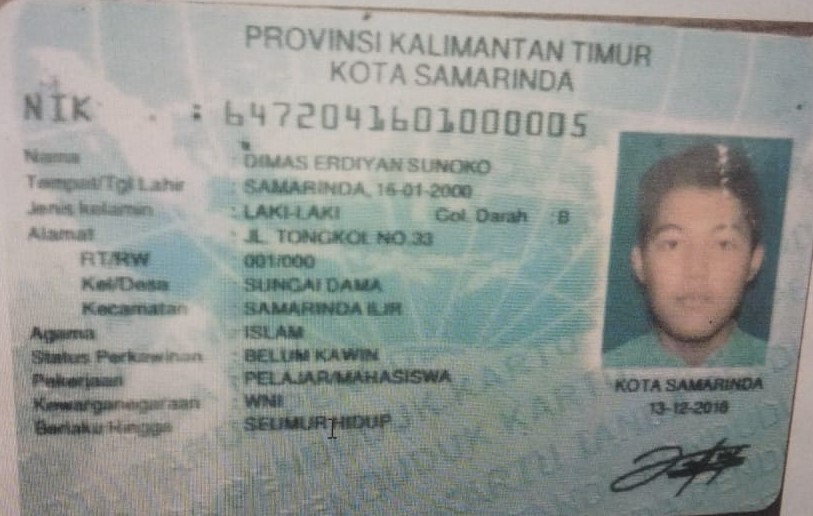 PROVINSI KALIMANTAN TIMUR
KOTA SAMARINDA
NIK : 6472041601000005
Nama : DIMAS ERDIYAN SUNOKO
Tempat/Tgl Lahir : SAMARINDA, 16-01-2000
Jenis kelamin : LAKI-LAKI Gol. Darah : B
Alamat : JL. TONGKOL NO.33
RT/RW : 001/000
Kel/Desa : SUNGAI DAMA
Kecamatan : SAMARINDA ILIR
Agama : ISLAM
Status Perkawinan : BELUM KAWIN
Pekerjaan : PELAJAR/MAHASISWA
Kewarganegaraan : WNI
Berlaku Hingga : SEUMUR HIDUP
KOTA SAMARINDA
13-12-2018